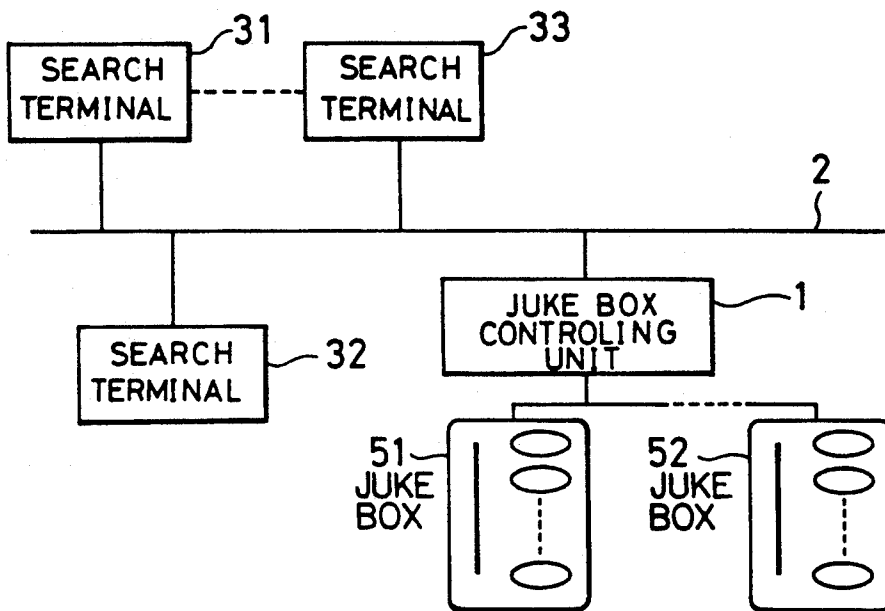 31
SEARCH
TERMINAL
33
SEARCH
TERMINAL
2
1
JUKE BOX
CONTROLING
UNIT
SEARCH
TERMINAL
32
51
JUKE
BOX
52
JUKE
BOX